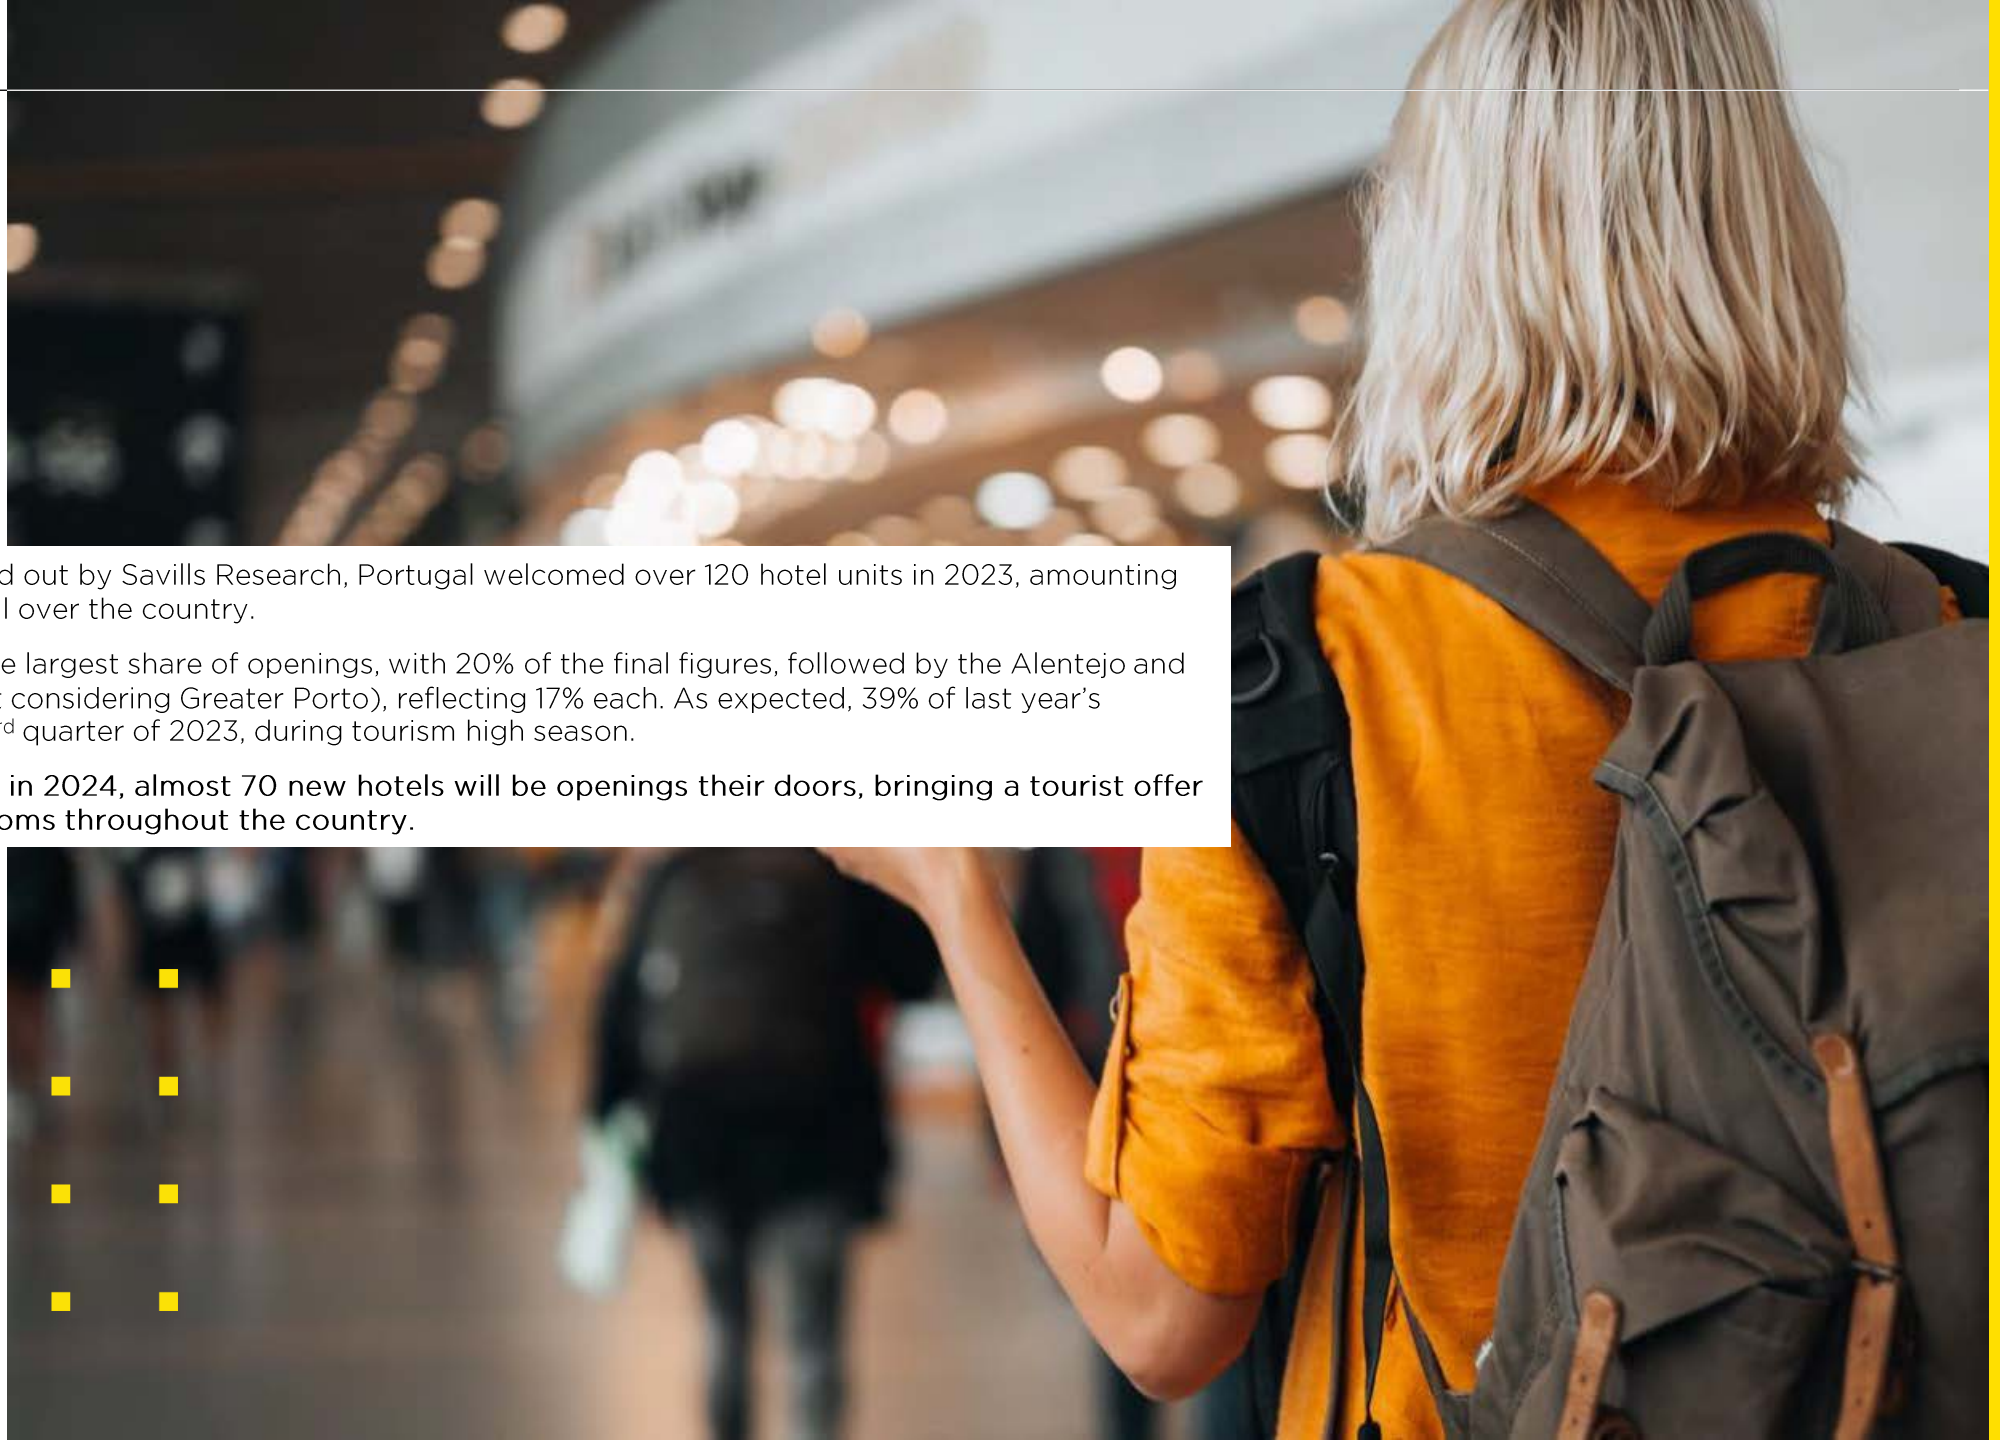 d out by Savills Research, Portugal welcomed over 120 hotel units in 2023, amounting
l over the country.
e largest share of openings, with 20% of the final figures, followed by the Alentejo and
considering Greater Porto), reflecting 17% each. As expected, 39% of last year's
rd quarter of 2023, during tourism high season.
in 2024, almost 70 new hotels will be openings their doors, bringing a tourist offer
oms throughout the country.